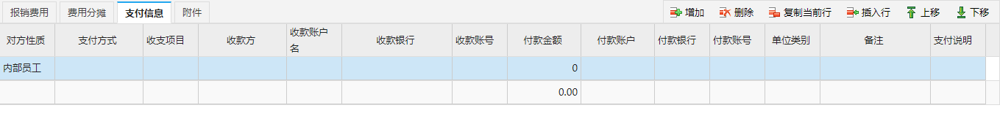 报销费用 费用分摊 支付信息 附件 增加 删除 复制当前行 插入行 上移 下移
对方性质 支付方式 收支项目 收款方 收款账户名 收款银行 收款账号 付款金额 付款账户 付款银行 付款账号 单位类别 备注 支付说明
内部员工 0
0.00